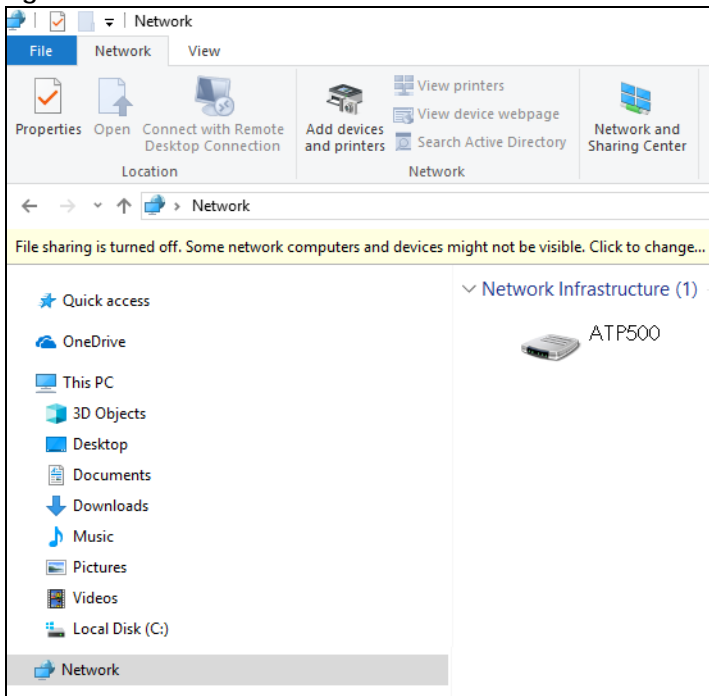 Network
File Network View
Properties Open Connect with Remote Desktop Connection Add devices and printers View printers
View device webpage
Search Active Directory Network and Sharing Center
Location Network
Network
File sharing is turned off. Some network computers and devices might not be visible. Click to change...
Quick access
OneDrive
This PC
3D Objects
Desktop
Documents
Downloads
Music
Pictures
Videos
Local Disk (C:)
Network
Network Infrastructure (1)
ATP500